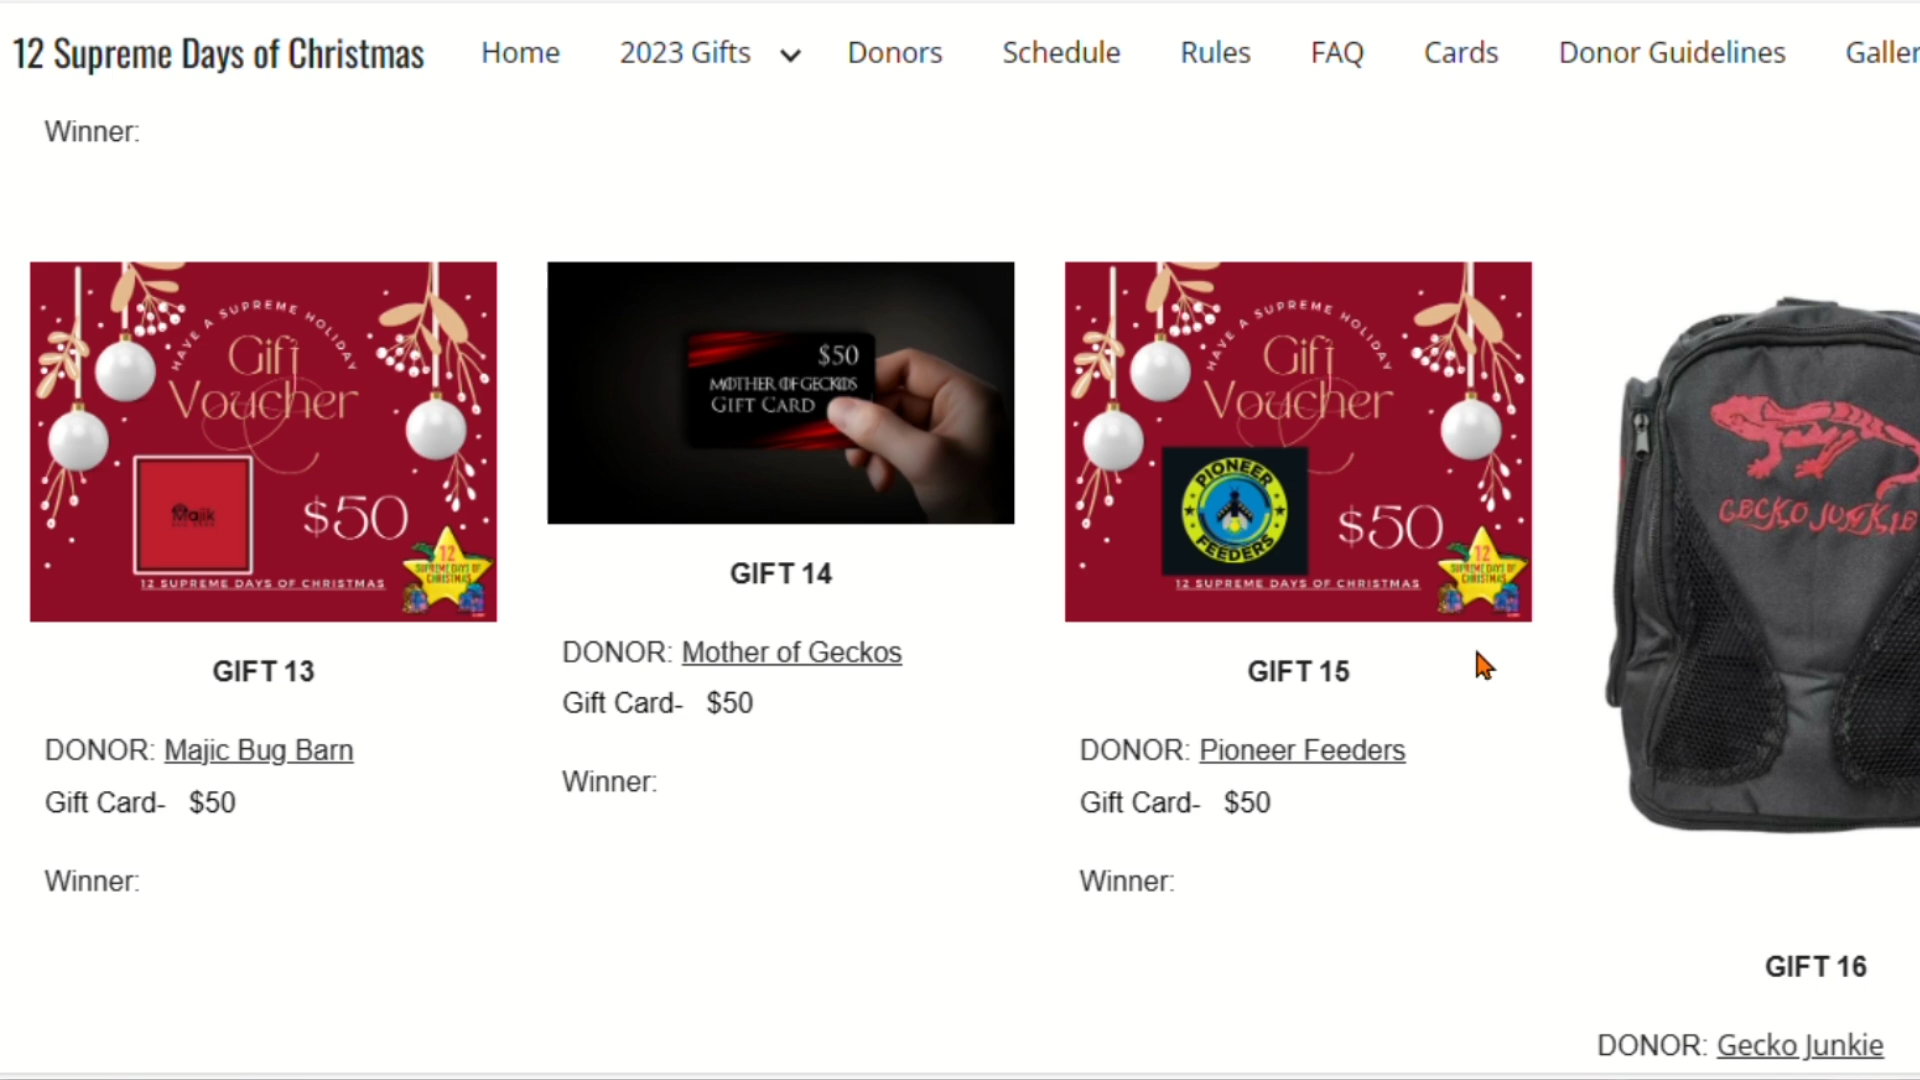 12 Supreme Days of Christmas
Home
2023 Gifts
Donors
Schedule
Rules
FAQ
Cards
Donor Guidelines
Galler
Winner:
HAVE A SUPREME HOLIDAY
Gift
Voucher
Majik
$50
12 SUPREME DAYS OF CHRISTMAS
12
SUPREME DAYS OF
CHRISTMAS
GIFT 13
DONOR: Majic Bug Barn
Gift Card- $50
Winner:
$50
MOTHER OF GECKOS
GIFT CARD
GIFT 14
DONOR: Mother of Geckos
Gift Card- $50
Winner:
HAVE A SUPREME HOLIDAY
Gift
Voucher
PIONEER
FEEDERS
$50
12 SUPREME DAYS OF CHRISTMAS
12
SUPREME DAYS OF
CHRISTMAS
GIFT 15
DONOR: Pioneer Feeders
Gift Card- $50
Winner:
GECKO JUNKIE
GIFT 16
DONOR: Gecko Junkie